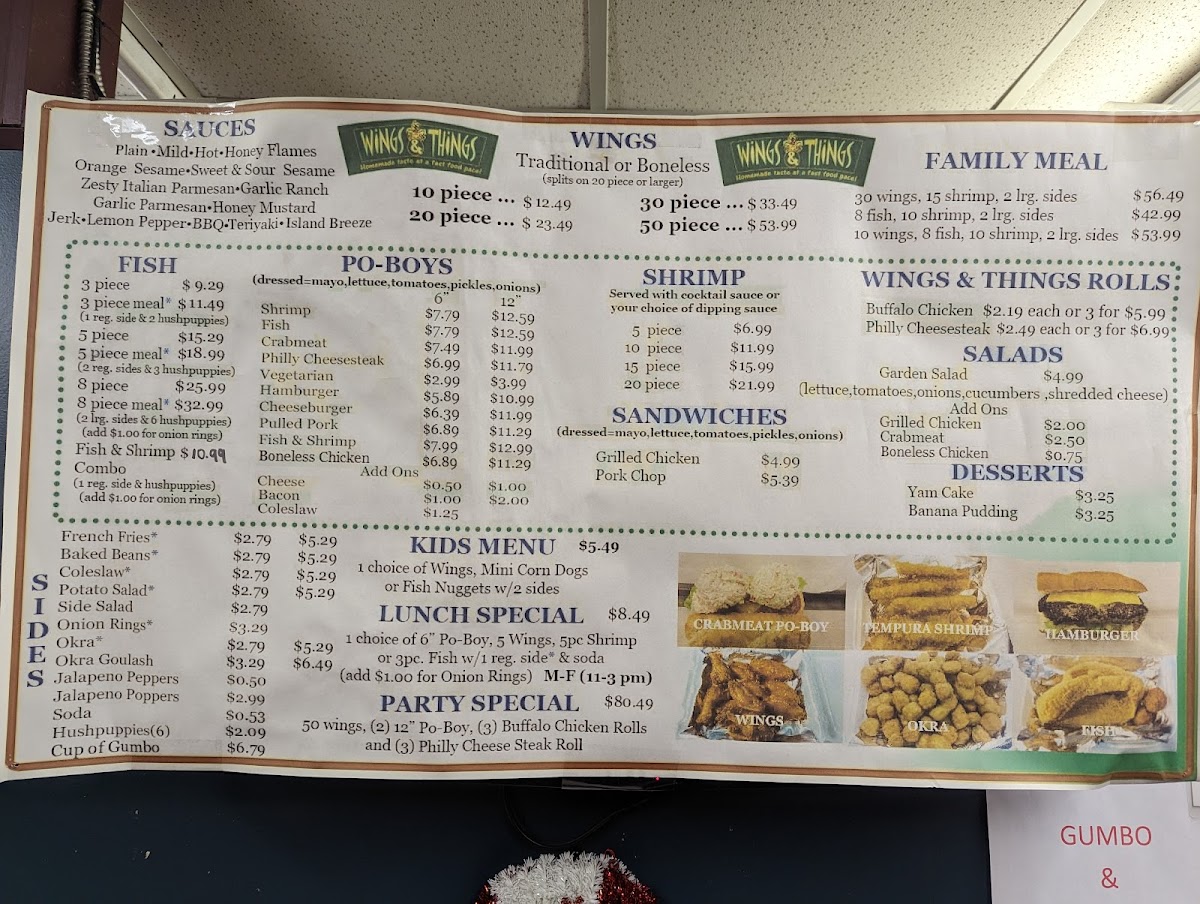 SAUCES
Plain•Mild•Hot•Honey Flames
Orange Sesame•Sweet & Sour Sesame
Zesty Italian Parmesan•Garlic Ranch
Garlic Parmesan•Honey Mustard
Jerk•Lemon Pepper•BBQ•Teriyaki•Island Breeze
WINGS & THINGS
Homemade taste at a fast food pace!
WINGS
Traditional or Boneless
(splits on 20 piece or larger)
10 piece ... $12.49
20 piece ... $ 23.49
30 piece ... $ 33.49
50 piece ... $ 53.99
WINGS & THINGS
Homemade taste at a fast food pace!
FAMILY MEAL
30 wings, 15 shrimp, 2 lrg. sides $56.49
8 fish, 10 shrimp, 2 lrg. sides $42.99
10 wings, 8 fish, 10 shrimp, 2 lrg. sides $53.99
FISH
3 piece $ 9.29
3 piece meal* $ 11.49
(1 reg. side & 2 hushpuppies)
5 piece $15.29
5 piece meal* $18.99
(2 reg. sides & 3 hushpuppies)
8 piece $25.99
8 piece meal* $32.99
(2 lrg. sides & 6 hushpuppies)
(add $1.00 for onion rings)
Fish & Shrimp $10.99
Combo
(1 reg. side & hushpuppies)
(add $1.00 for onion rings)
PO-BOYS
(dressed=mayo,lettuce,tomatoes,pickles,onions)
6" 12"
Shrimp $7.79 $12.59
Fish $7.79 $12.59
Crabmeat $7.49 $11.99
Philly Cheesesteak $6.99 $11.79
Vegetarian $2.99 $3.99
Hamburger $5.89 $10.99
Cheeseburger $6.39 $11.99
Pulled Pork $6.89 $11.29
Fish & Shrimp $7.99 $12.99
Boneless Chicken $6.89 $11.29
Add Ons
Cheese $0.50 $1.00
Bacon $1.00 $2.00
Coleslaw $1.25
SHRIMP
Served with cocktail sauce or
your choice of dipping sauce
5 piece $6.99
10 piece $11.99
15 piece $15.99
20 piece $21.99
SANDWICHES
(dressed=mayo,lettuce,tomatoes,pickles,onions)
Grilled Chicken $4.99
Pork Chop $5.39
WINGS & THINGS ROLLS
Buffalo Chicken $2.19 each or 3 for $5.99
Philly Cheesesteak $2.49 each or 3 for $6.99
SALADS
Garden Salad $4.99
(lettuce,tomatoes,onions,cucumbers ,shredded cheese)
Add Ons
Grilled Chicken $2.00
Crabmeat $2.50
Boneless Chicken $0.75
DESSERTS
Yam Cake $3.25
Banana Pudding $3.25
SIDES
French Fries* $2.79 $5.29
Baked Beans* $2.79 $5.29
Coleslaw* $2.79 $5.29
Potato Salad* $2.79 $5.29
Side Salad $2.79
Onion Rings* $3.29
Okra* $2.79 $5.29
Okra Goulash $3.29 $6.49
Jalapeno Peppers $0.50
Jalapeno Poppers $2.99
Soda $0.53
Hushpuppies(6) $2.09
Cup of Gumbo $6.79
KIDS MENU $5.49
1 choice of Wings, Mini Corn Dogs
or Fish Nuggets w/2 sides
LUNCH SPECIAL $8.49
1 choice of 6" Po-Boy, 5 Wings, 5pc Shrimp
or 3pc. Fish w/1 reg. side* & soda
(add $1.00 for Onion Rings) M-F (11-3 pm)
PARTY SPECIAL $80.49
50 wings, (2) 12" Po-Boy, (3) Buffalo Chicken Rolls
and (3) Philly Cheese Steak Roll
CRABMEAT PO-BOY
TEMPURA SHRIMP
HAMBURGER
WINGS
OKRA
FISH
GUMBO
&